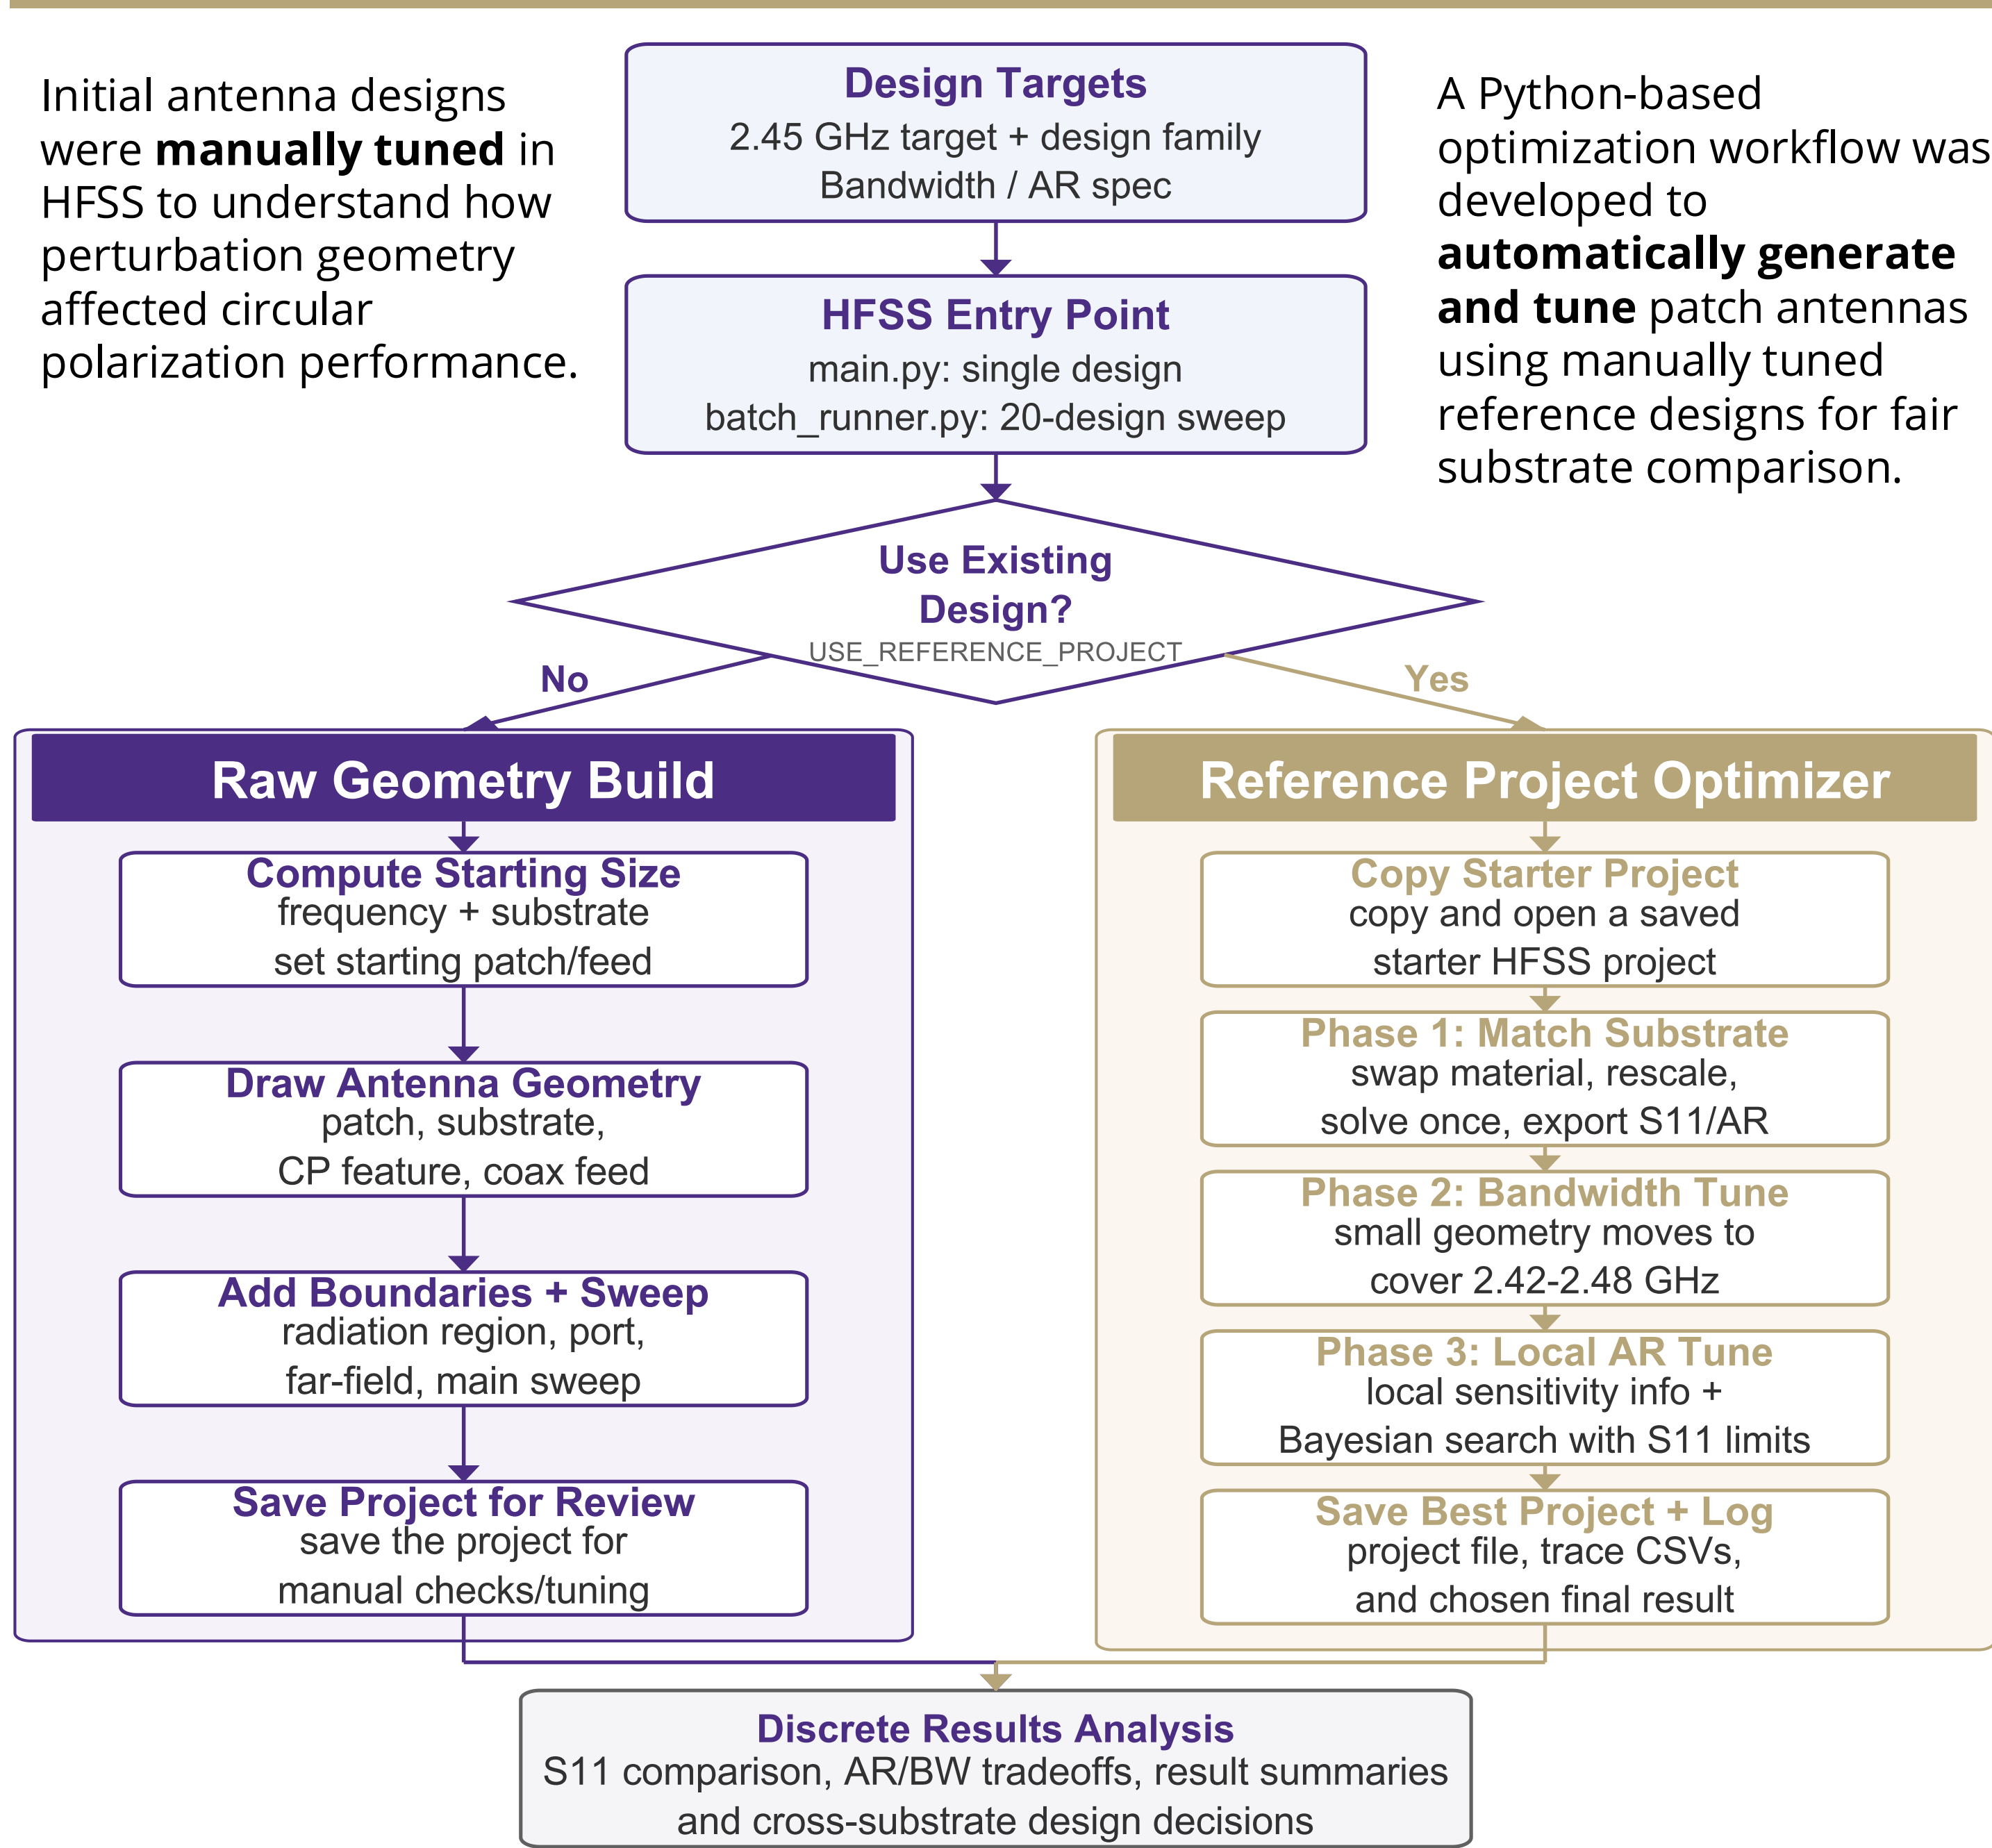 Initial antenna designs
were manually tuned in
HFSS to understand how
perturbation geometry
affected circular
polarization performance.
Design Targets
2.45 GHz target + design family
Bandwidth / AR spec
HFSS Entry Point
main.py: single design
batch_runner.py: 20-design sweep
A Python-based
optimization workflow was
developed to
automatically generate
and tune patch antennas
using manually tuned
reference designs for fair
substrate comparison.
Use Existing
Design?
USE_REFERENCE_PROJECT
No
Yes
Raw Geometry Build
Compute Starting Size
frequency + substrate
set starting patch/feed
Draw Antenna Geometry
patch, substrate,
CP feature, coax feed
Add Boundaries + Sweep
radiation region, port,
far-field, main sweep
Save Project for Review
save the project for
manual checks/tuning
Reference Project Optimizer
Copy Starter Project
copy and open a saved
starter HFSS project
Phase 1: Match Substrate
swap material, rescale,
solve once, export S11/AR
Phase 2: Bandwidth Tune
small geometry moves to
cover 2.42-2.48 GHz
Phase 3: Local AR Tune
local sensitivity info +
Bayesian search with S11 limits
Save Best Project + Log
project file, trace CSVs,
and chosen final result
Discrete Results Analysis
S11 comparison, AR/BW tradeoffs, result summaries
and cross-substrate design decisions